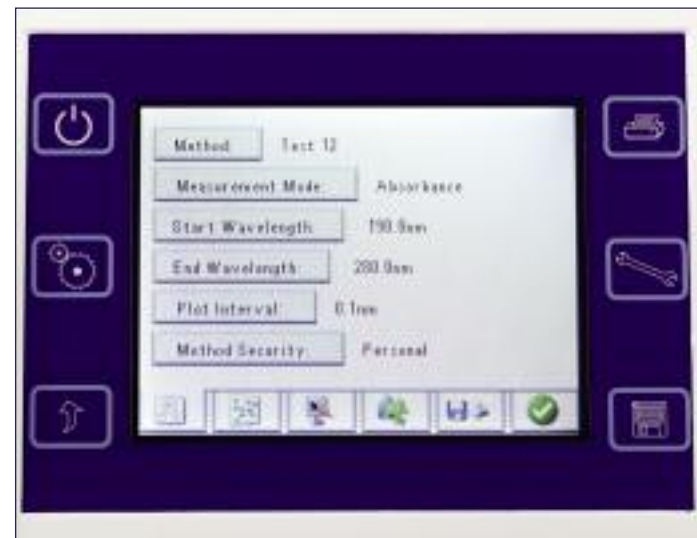 Method: Test 12
Measurement Mode: Absorbance
Start Wavelength: 190.0nm
End Wavelength: 280.0nm
Plot Interval: 0.1nm
Method Security: Personal